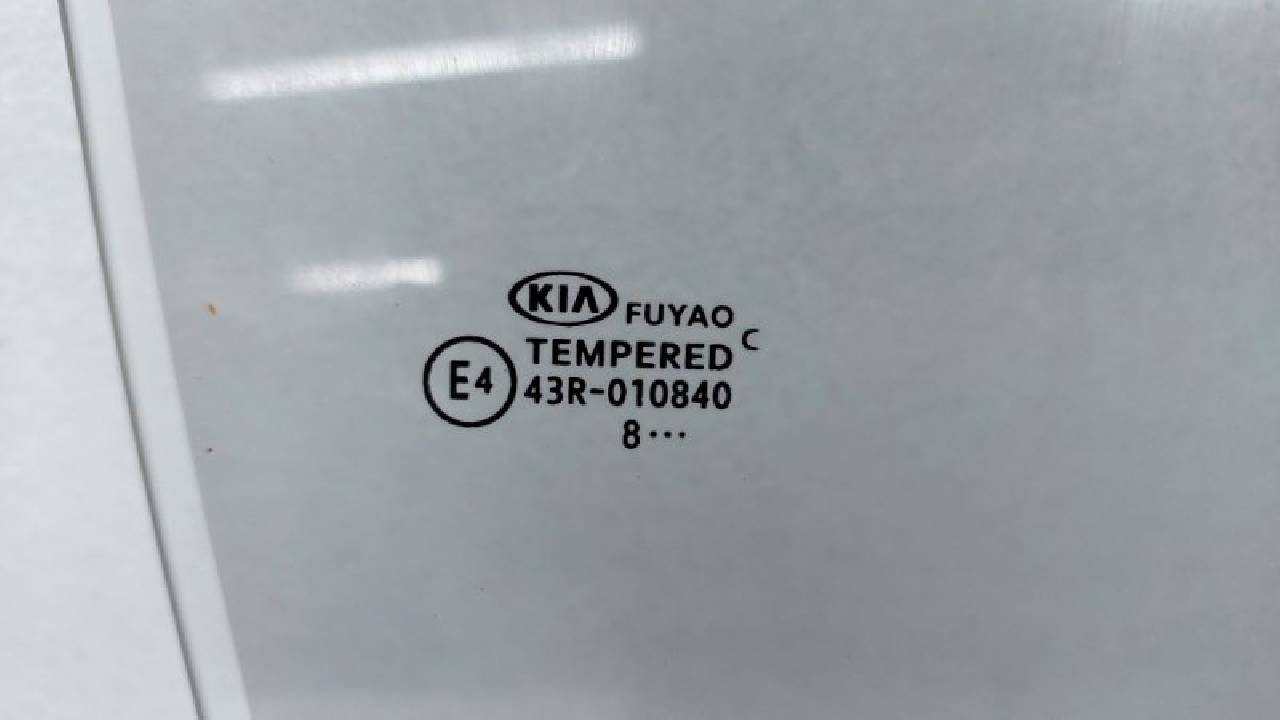 KIA FUYAO
TEMPERED C
E4 43R-010840
8...